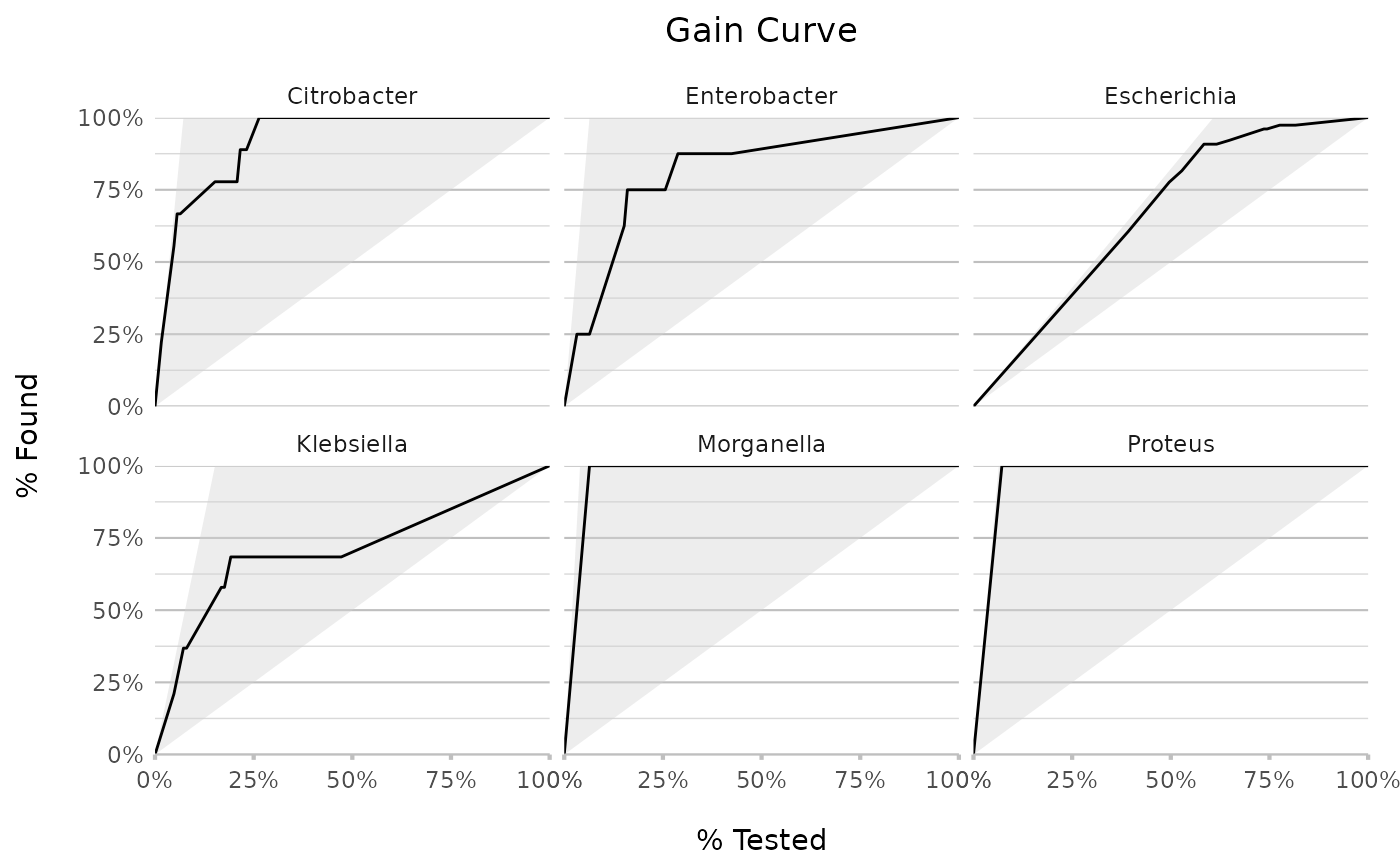 Gain Curve
Citrobacter Enterobacter Escherichia
100%
75%
50%
25%
0%
Klebsiella Morganella Proteus
100%
75%
50%
25%
0%
0% 25% 50% 75% 100% 0% 25% 50% 75% 100% 0% 25% 50% 75% 100%
% Found
% Tested